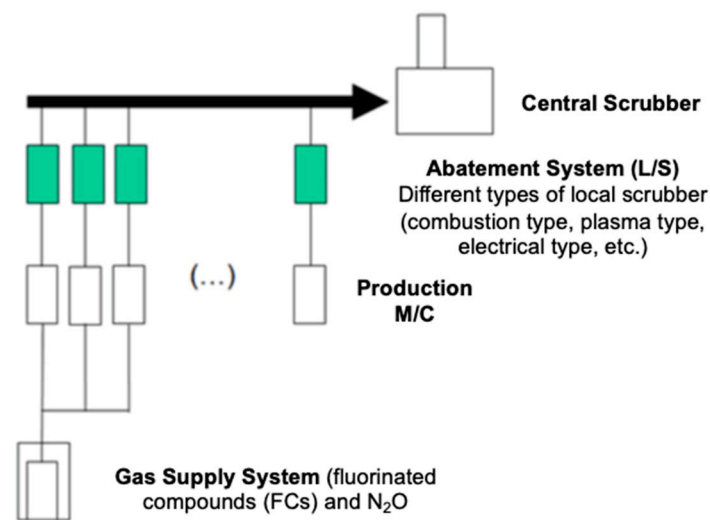 Central Scrubber
Abatement System (L/S)
Different types of local scrubber
(combustion type, plasma type,
electrical type, etc.)
(...)
Production
M/C
Gas Supply System (fluorinated
compounds (FCs) and N₂O